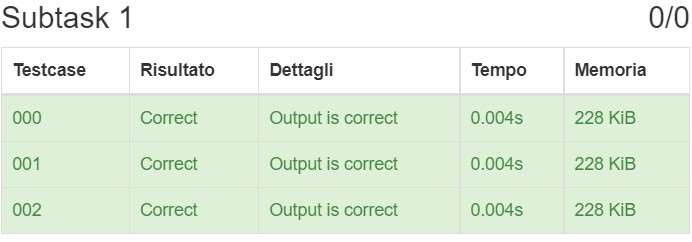 Subtask 1 0/0
Testcase Risultato Dettagli Tempo Memoria
000 Correct Output is correct 0.004s 228 KiB
001 Correct Output is correct 0.004s 228 KiB
002 Correct Output is correct 0.004s 228 KiB